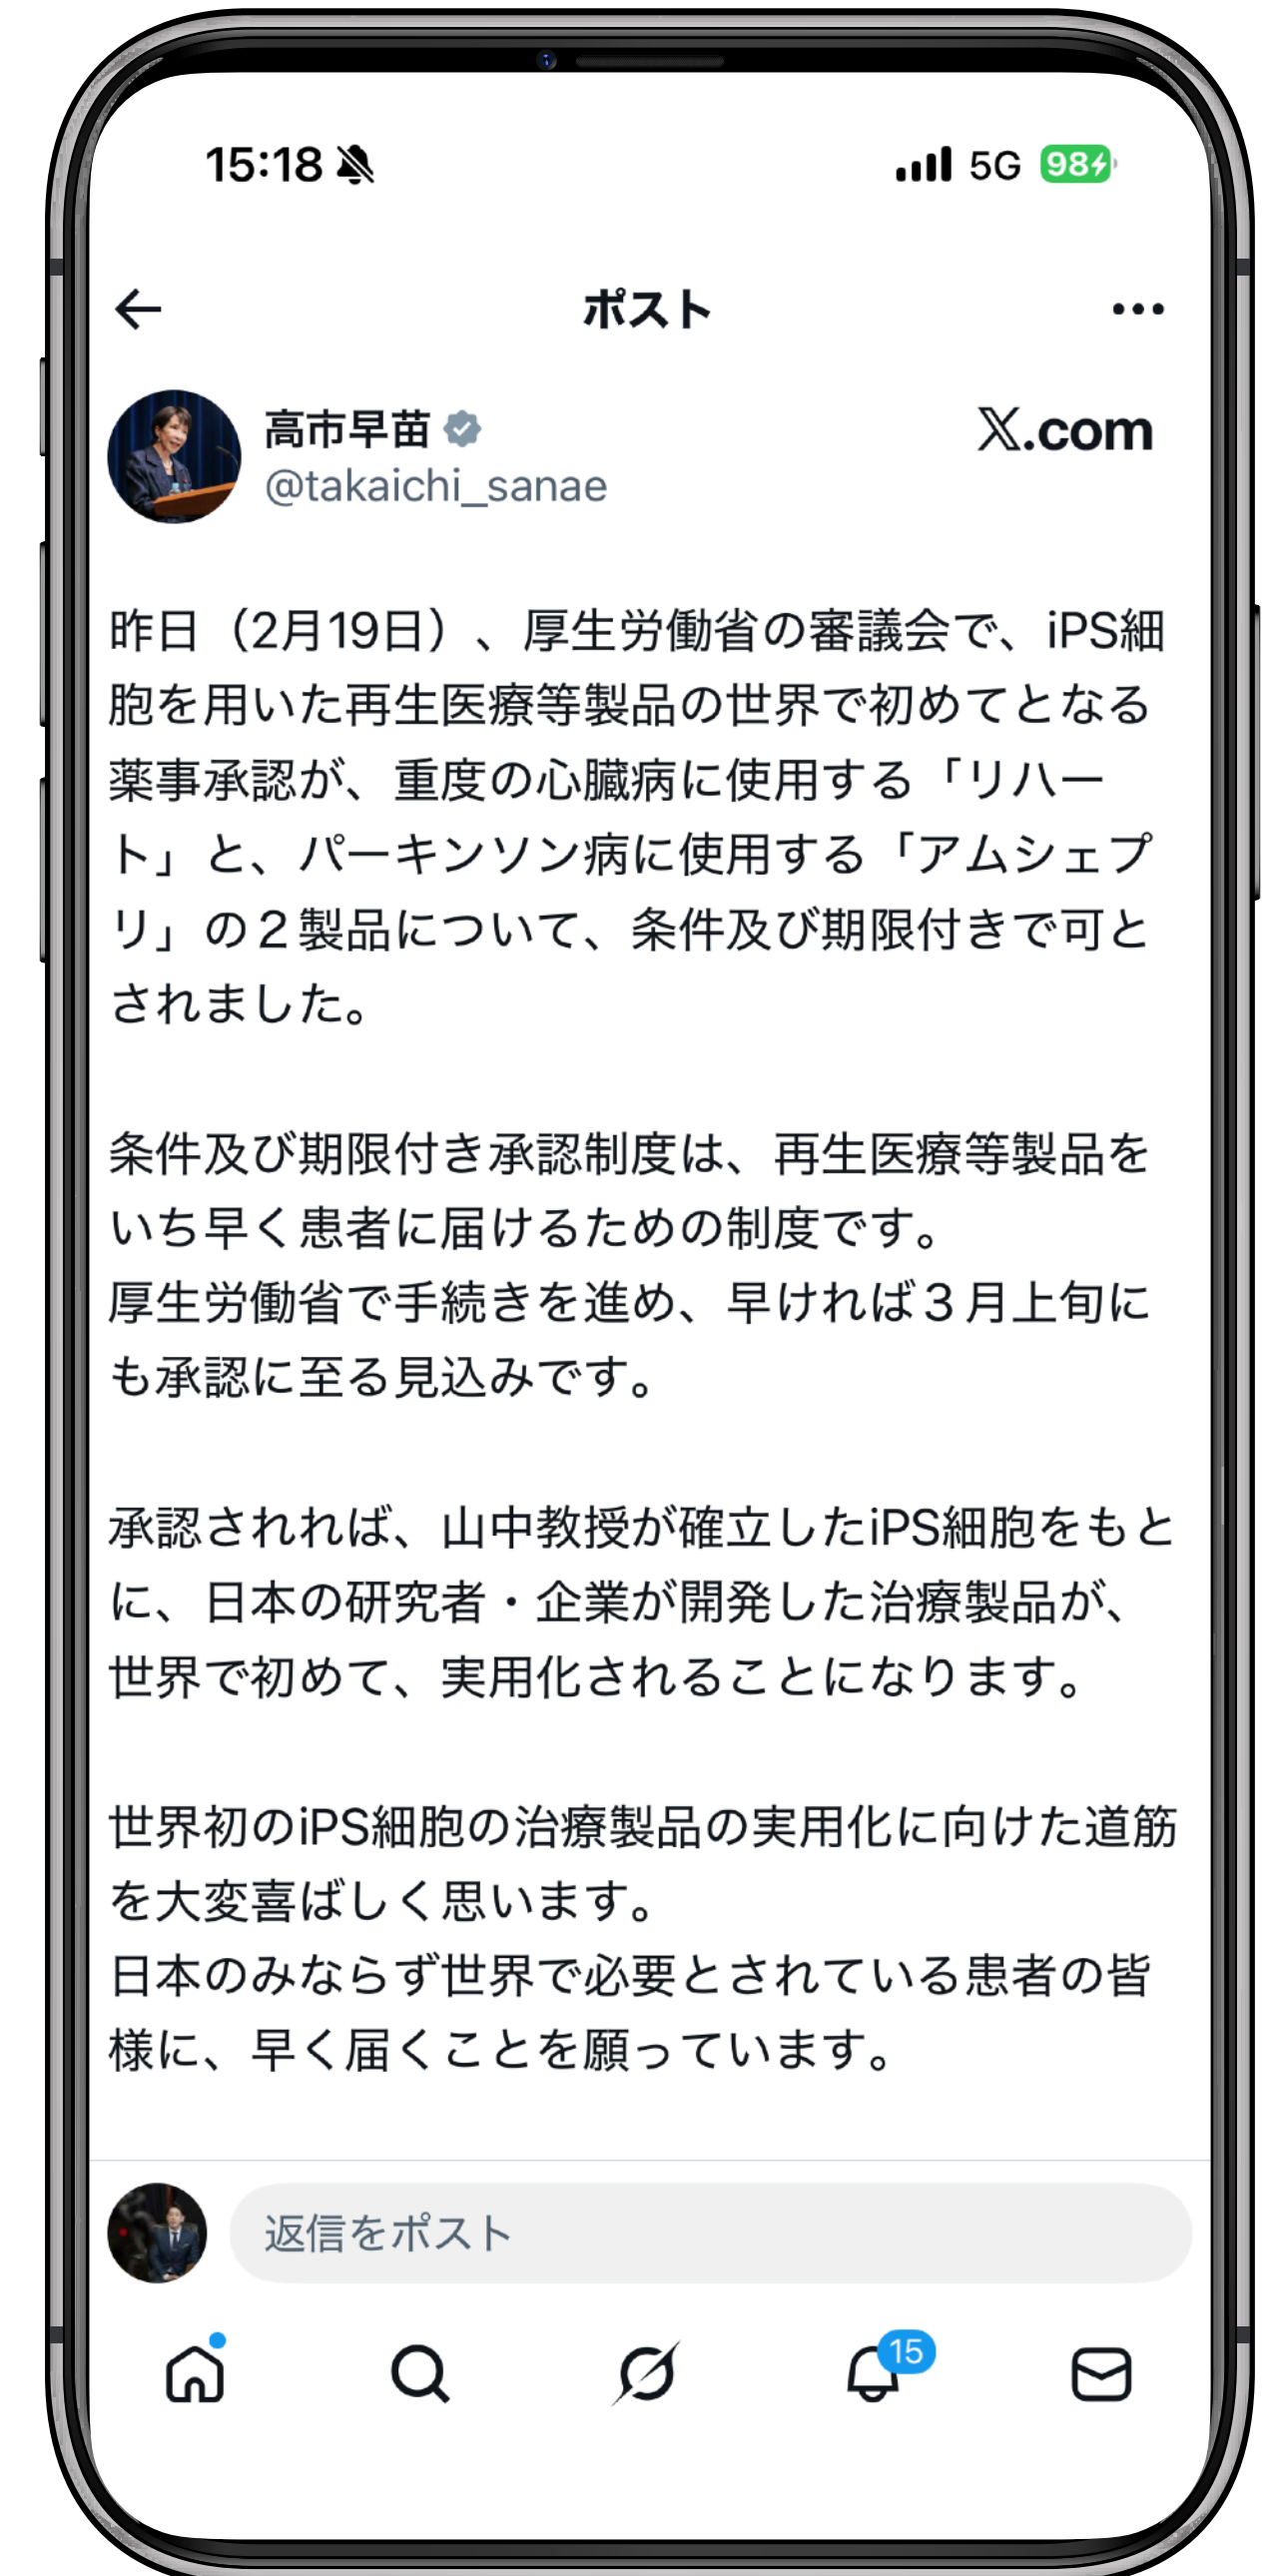 15:18
5G 98
ポスト
高市早苗
X.com
@takaichi_sanae
昨日（2月19日）、厚生労働省の審議会で、iPS細
胞を用いた再生医療等製品の世界で初めてとなる
薬事承認が、重度の心臓病に使用する「リハー
ト」と、パーキンソン病に使用する「アムシェプ
リ」の２製品について、条件及び期限付きで可と
されました。
条件及び期限付き承認制度は、再生医療等製品を
いち早く患者に届けるための制度です。
厚生労働省で手続きを進め、早ければ３月上旬に
も承認に至る見込みです。
承認されれば、山中教授が確立したiPS細胞をもと
に、日本の研究者・企業が開発した治療製品が、
世界で初めて、実用化されることになります。
世界初のiPS細胞の治療製品の実用化に向けた道筋
を大変喜ばしく思います。
日本のみならず世界で必要とされている患者の皆
様に、早く届くことを願っています。
返信をポスト
15